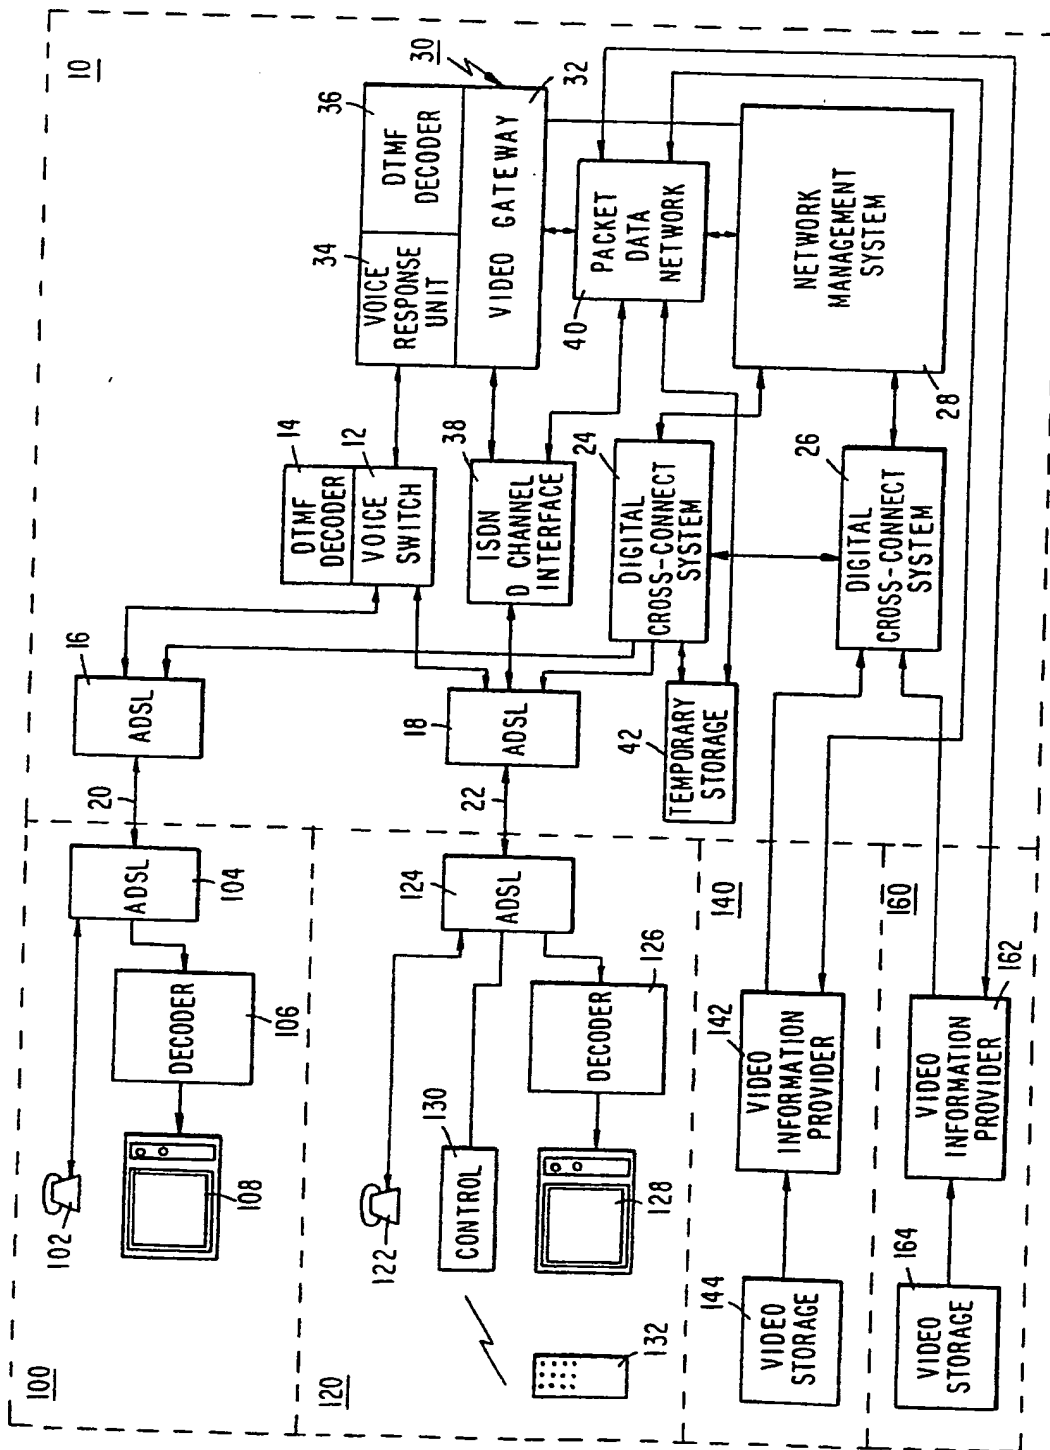 10
30
36
DTMF
DECODER
34
VOICE
RESPONSE
UNIT
32
VIDEO GATEWAY
14
DTMF
DECODER
12
VOICE
SWITCH
16
ADSL
20
104
ADSL
102
106
DECODER
108
100
38
ISDN
D CHANNEL
INTERFACE
40
PACKET
DATA
NETWORK
24
DIGITAL
CROSS-CONNECT
SYSTEM
18
ADSL
22
42
TEMPORARY
STORAGE
NETWORK
MANAGEMENT
SYSTEM
28
26
DIGITAL
CROSS-CONNECT
SYSTEM
124
ADSL
126
DECODER
122
130
CONTROL
128
132
120
140
142
VIDEO
INFORMATION
PROVIDER
144
VIDEO
STORAGE
160
162
VIDEO
INFORMATION
PROVIDER
164
VIDEO
STORAGE